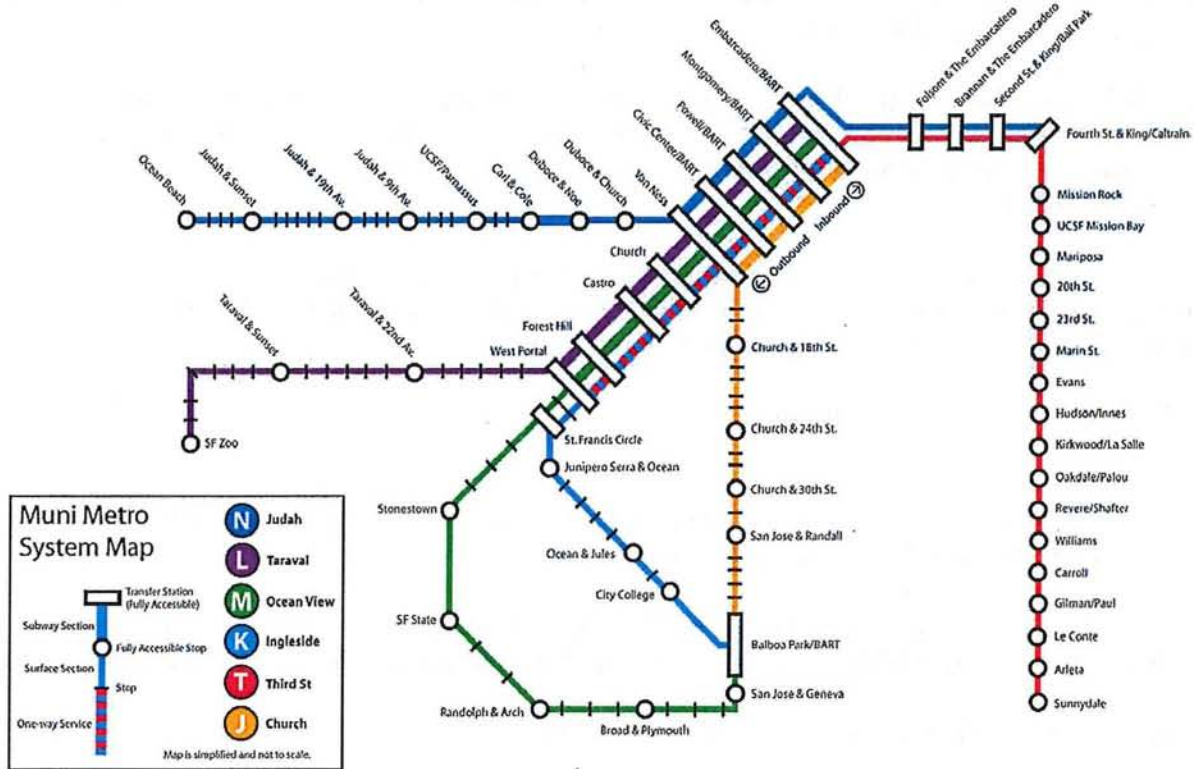 Embarcadero/BART
Montgomery/BART
Powell/BART
Civic Center/BART
Van Ness
Duboce & Church
Duboce & Noe
Carl & Cole
UCSF/Parnassus
Judah & 9th Av.
Judah & 19th Av.
Judah & Sunset
Ocean Beach
Folsom & The Embarcadero
Brannan & The Embarcadero
Second St. & King/Ball Park
Fourth St. & King/Caltrain
Inbound
Outbound
Church
Castro
Forest Hill
West Portal
Taraval & 22nd Av.
Taraval & Sunset
SF Zoo
St. Francis Circle
Junipero Serra & Ocean
Ocean & Jules
City College
Stonestown
SF State
Randolph & Arch
Broad & Plymouth
San Jose & Geneva
Balboa Park/BART
Church & 18th St.
Church & 24th St.
Church & 30th St.
San Jose & Randall
Mission Rock
UCSF Mission Bay
Mariposa
20th St.
23rd St.
Marin St.
Evans
Hudson/Innes
Kirkwood/La Salle
Oakdale/Palou
Revere/Shafter
Williams
Carroll
Gilman/Paul
Le Conte
Arleta
Sunnydale
Muni Metro
System Map
Transfer Station
(Fully Accessible)
Subway Section
Fully Accessible Stop
Surface Section
Stop
One-way Service
N Judah
L Taraval
M Ocean View
K Ingleside
T Third St
J Church
Map is simplified and not to scale.